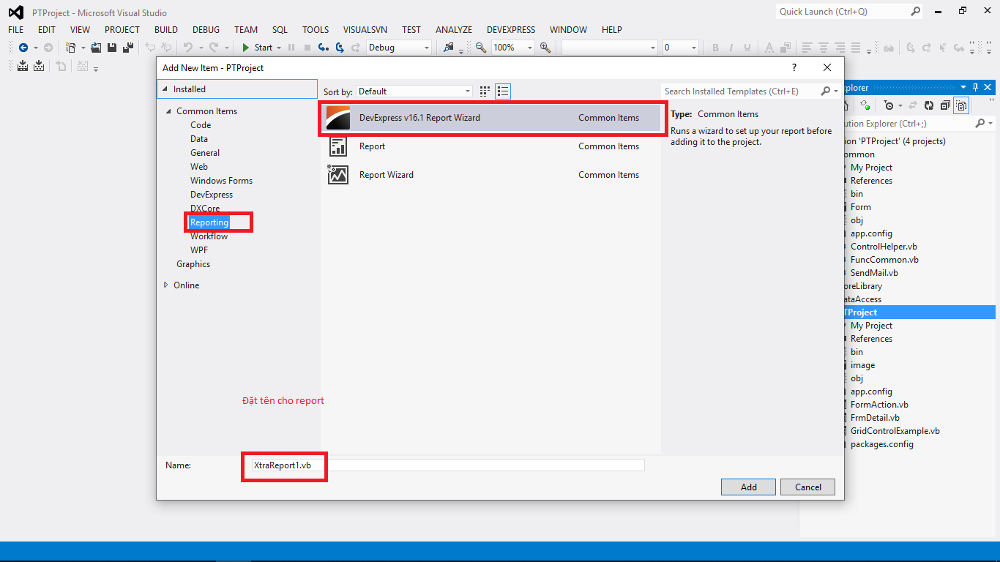 PTProject - Microsoft Visual Studio
Quick Launch (Ctrl+Q)
FILE EDIT VIEW PROJECT BUILD DEBUG TEAM SQL TOOLS VISUALSVN TEST ANALYZE DEVEXPRESS WINDOW HELP
Start Debug 100% 0 B I U A
Add New Item - PTProject ?
Installed
Sort by: Default
Search Installed Templates (Ctrl+E)
Common Items
Code
Data
General
Web
Windows Forms
DevExpress
DXCore
Reporting
Workflow
WPF
Graphics
Online
DevExpress v16.1 Report Wizard Common Items
Report Common Items
Report Wizard Common Items
Type: Common Items
Runs a wizard to set up your report before
adding it to the project.
Đặt tên cho report
Name: XtraReport1.vb
Add Cancel
xplorer
ution Explorer (Ctrl+;)
ion 'PTProject' (4 projects)
ommon
My Project
References
bin
Form
obj
app.config
ControlHelper.vb
FuncCommon.vb
SendMail.vb
oreLibrary
ataAccess
TProject
My Project
References
bin
image
obj
app.config
FormAction.vb
FrmDetail.vb
GridControlExample.vb
packages.config